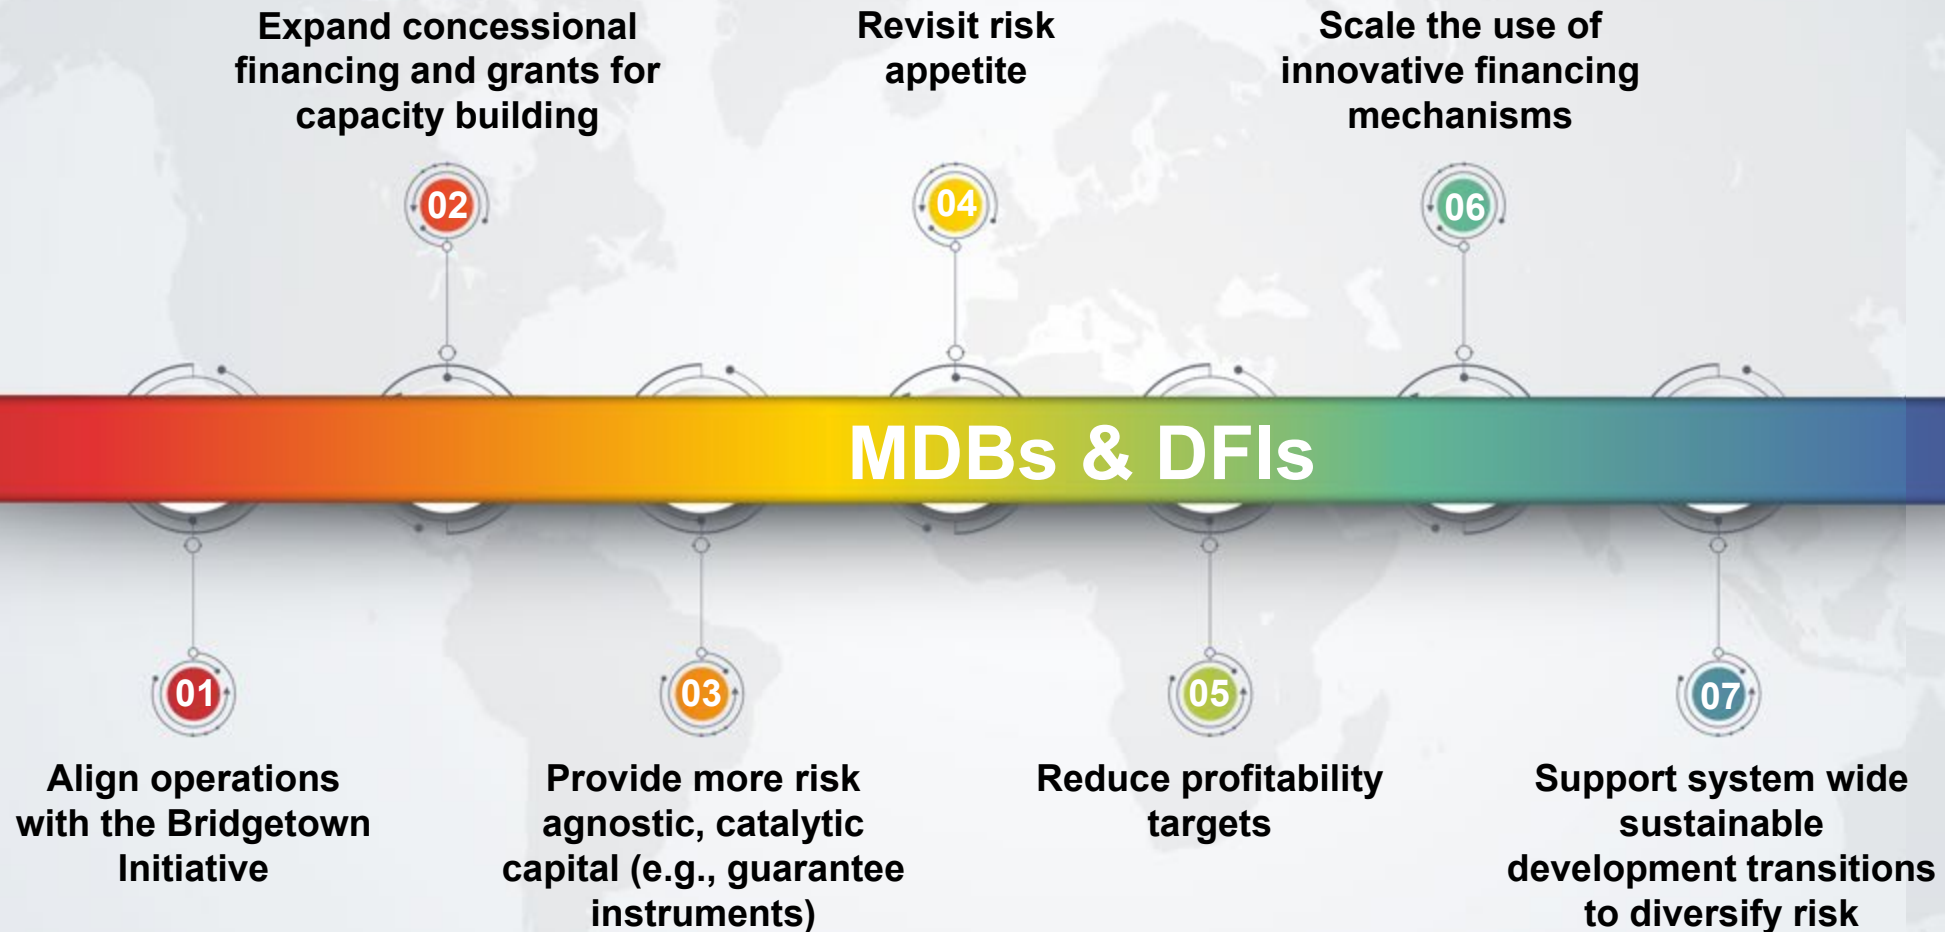 Expand concessional
financing and grants for
capacity building
Revisit risk
appetite
Scale the use of
innovative financing
mechanisms
02
04
06
MDBs & DFIs
01
03
05
07
Align operations
with the Bridgetown
Initiative
Provide more risk
agnostic, catalytic
capital (e.g., guarantee
instruments)
Reduce profitability
targets
Support system wide
sustainable
development transitions
to diversify risk